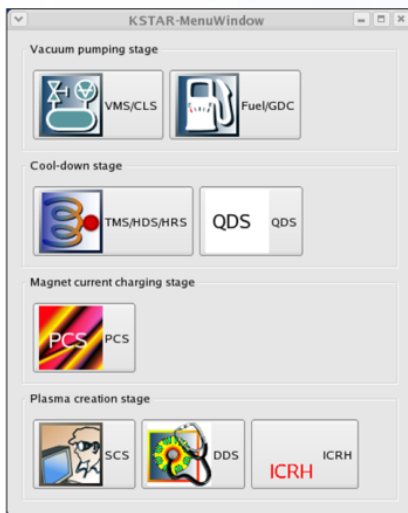 KSTAR-MenuWindow
Vacuum pumping stage
VMS/CLS
Fuel/GDC
Cool-down stage
TMS/HDS/HRS
QDS QDS
Magnet current charging stage
PCS PCS
Plasma creation stage
SCS
DDS
ICRH ICRH